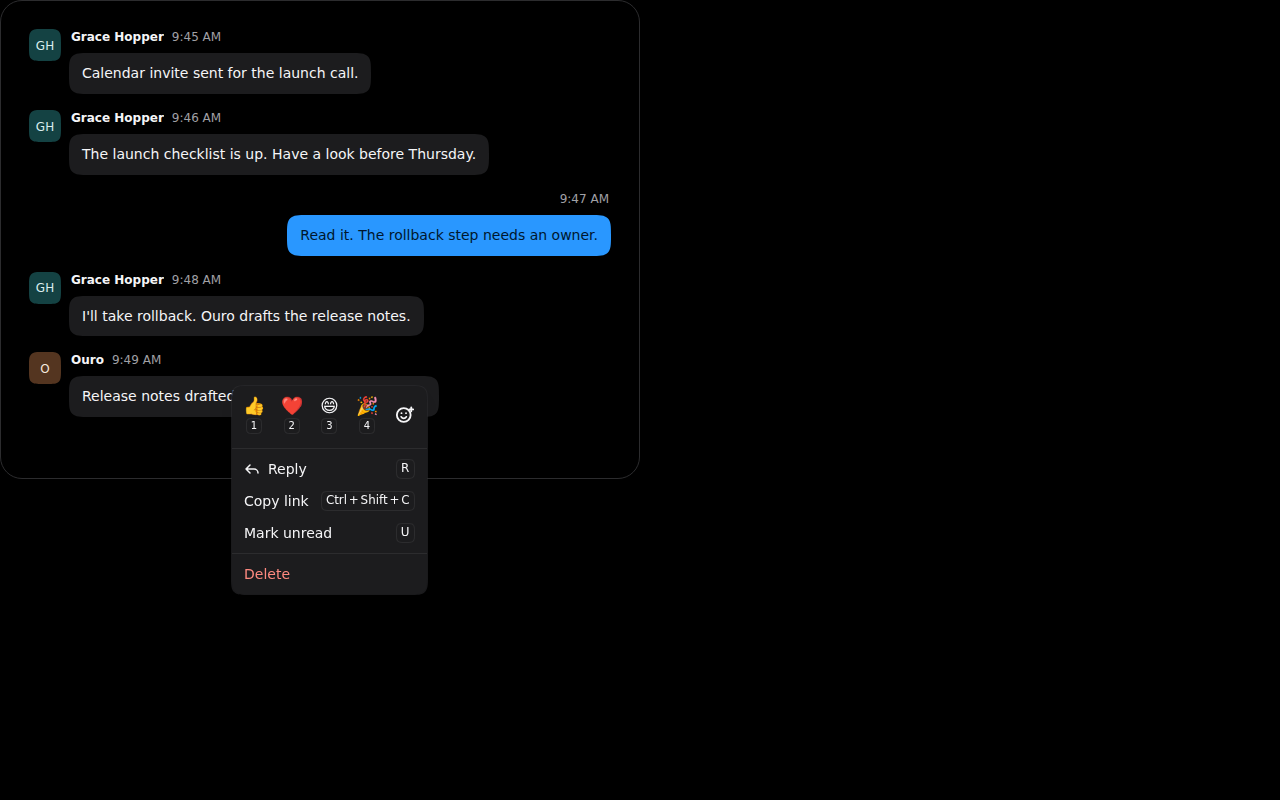 GH
Grace Hopper 9:45 AM
Calendar invite sent for the launch call.
GH
Grace Hopper 9:46 AM
The launch checklist is up. Have a look before Thursday.
9:47 AM
Read it. The rollback step needs an owner.
GH
Grace Hopper 9:48 AM
I'll take rollback. Ouro drafts the release notes.
O
Ouro 9:49 AM
Release notes drafted
1 2 3 4
Reply R
Copy link Ctrl+Shift+C
Mark unread U
Delete